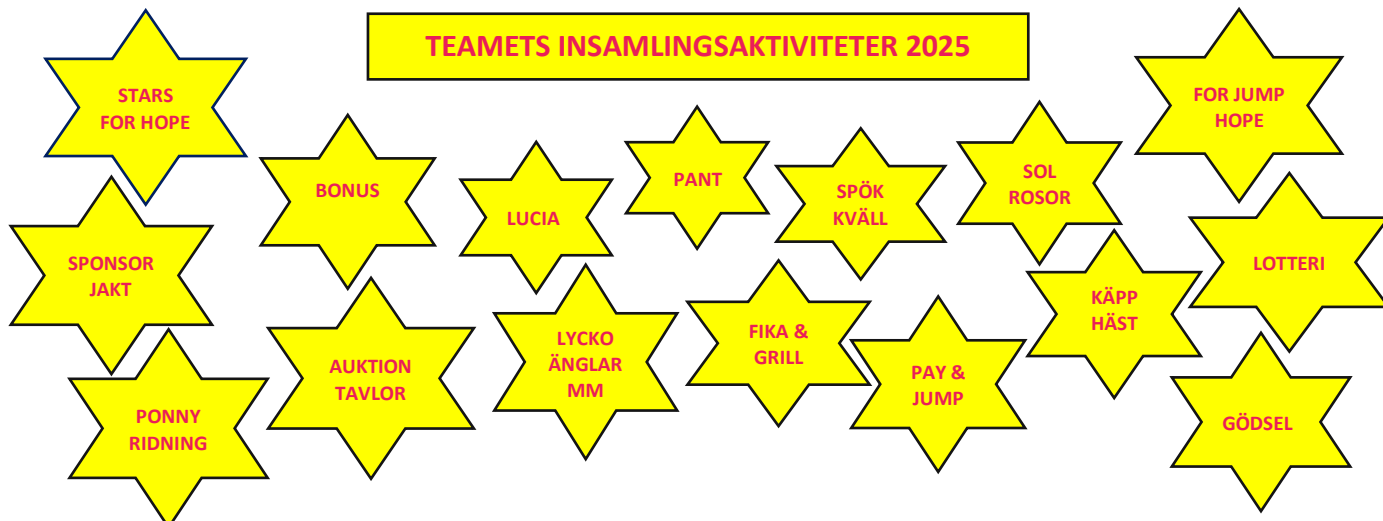 TEAMETS INSAMLINGSAKTIVITETER 2025
STARS
FOR HOPE
BONUS
LUCIA
PANT
SPÖK
KVÄLL
SOL
ROSOR
FOR JUMP
HOPE
SPONSOR
JAKT
PONNY
RIDNING
AUKTION
TAVLOR
LYCKO
ÄNGLAR
MM
FIKA &
GRILL
PAY &
JUMP
KÄPP
HÄST
LOTTERI
GÖDSEL